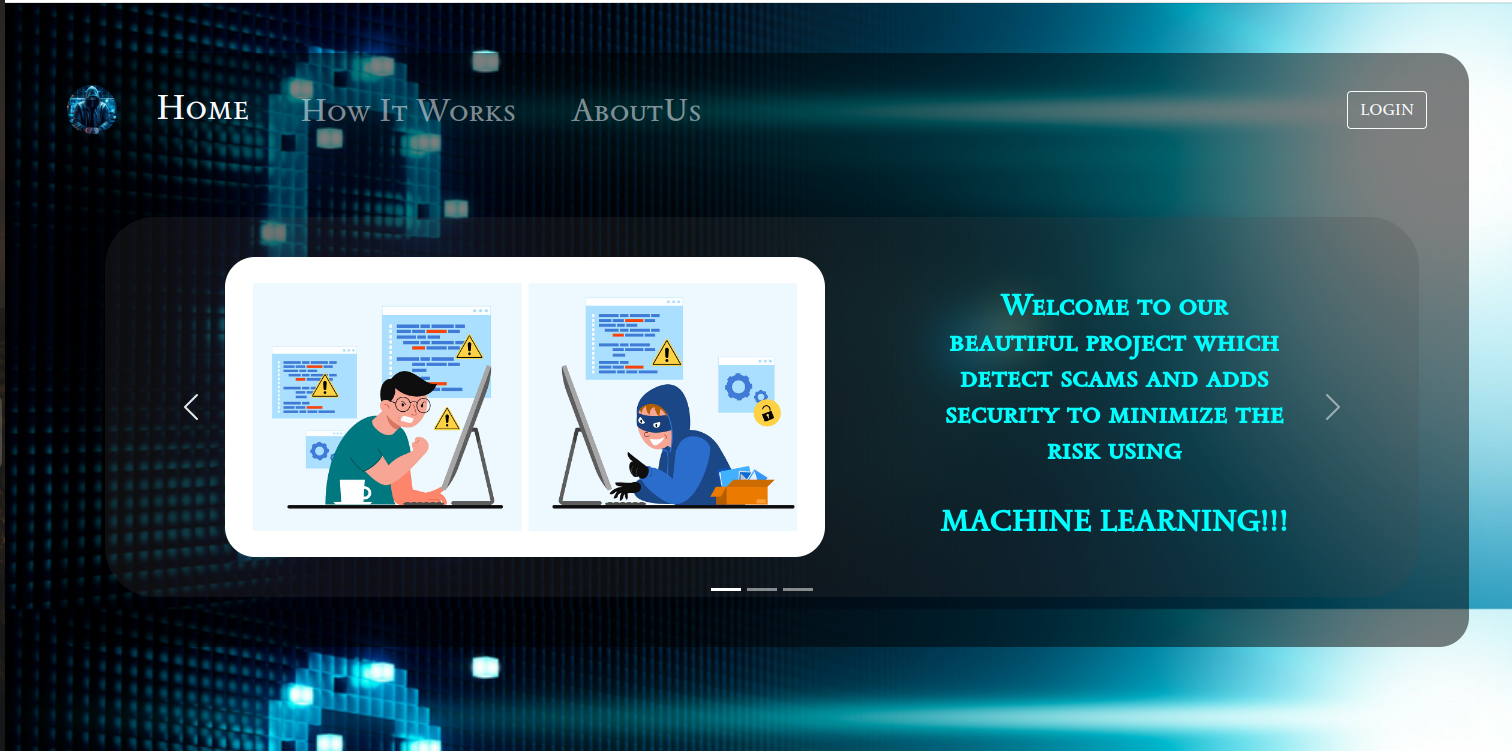 Home
How It Works
AboutUs
LOGIN
Welcome to our
beautiful project which
detect scams and adds
security to minimize the
risk using
MACHINE LEARNING!!!